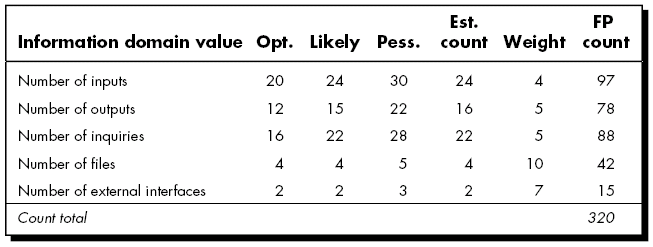 Information domain value Opt. Likely Pess. Est. count Weight FP count
Number of inputs 20 24 30 24 4 97
Number of outputs 12 15 22 16 5 78
Number of inquiries 16 22 28 22 5 88
Number of files 4 4 5 4 10 42
Number of external interfaces 2 2 3 2 7 15
Count total 320